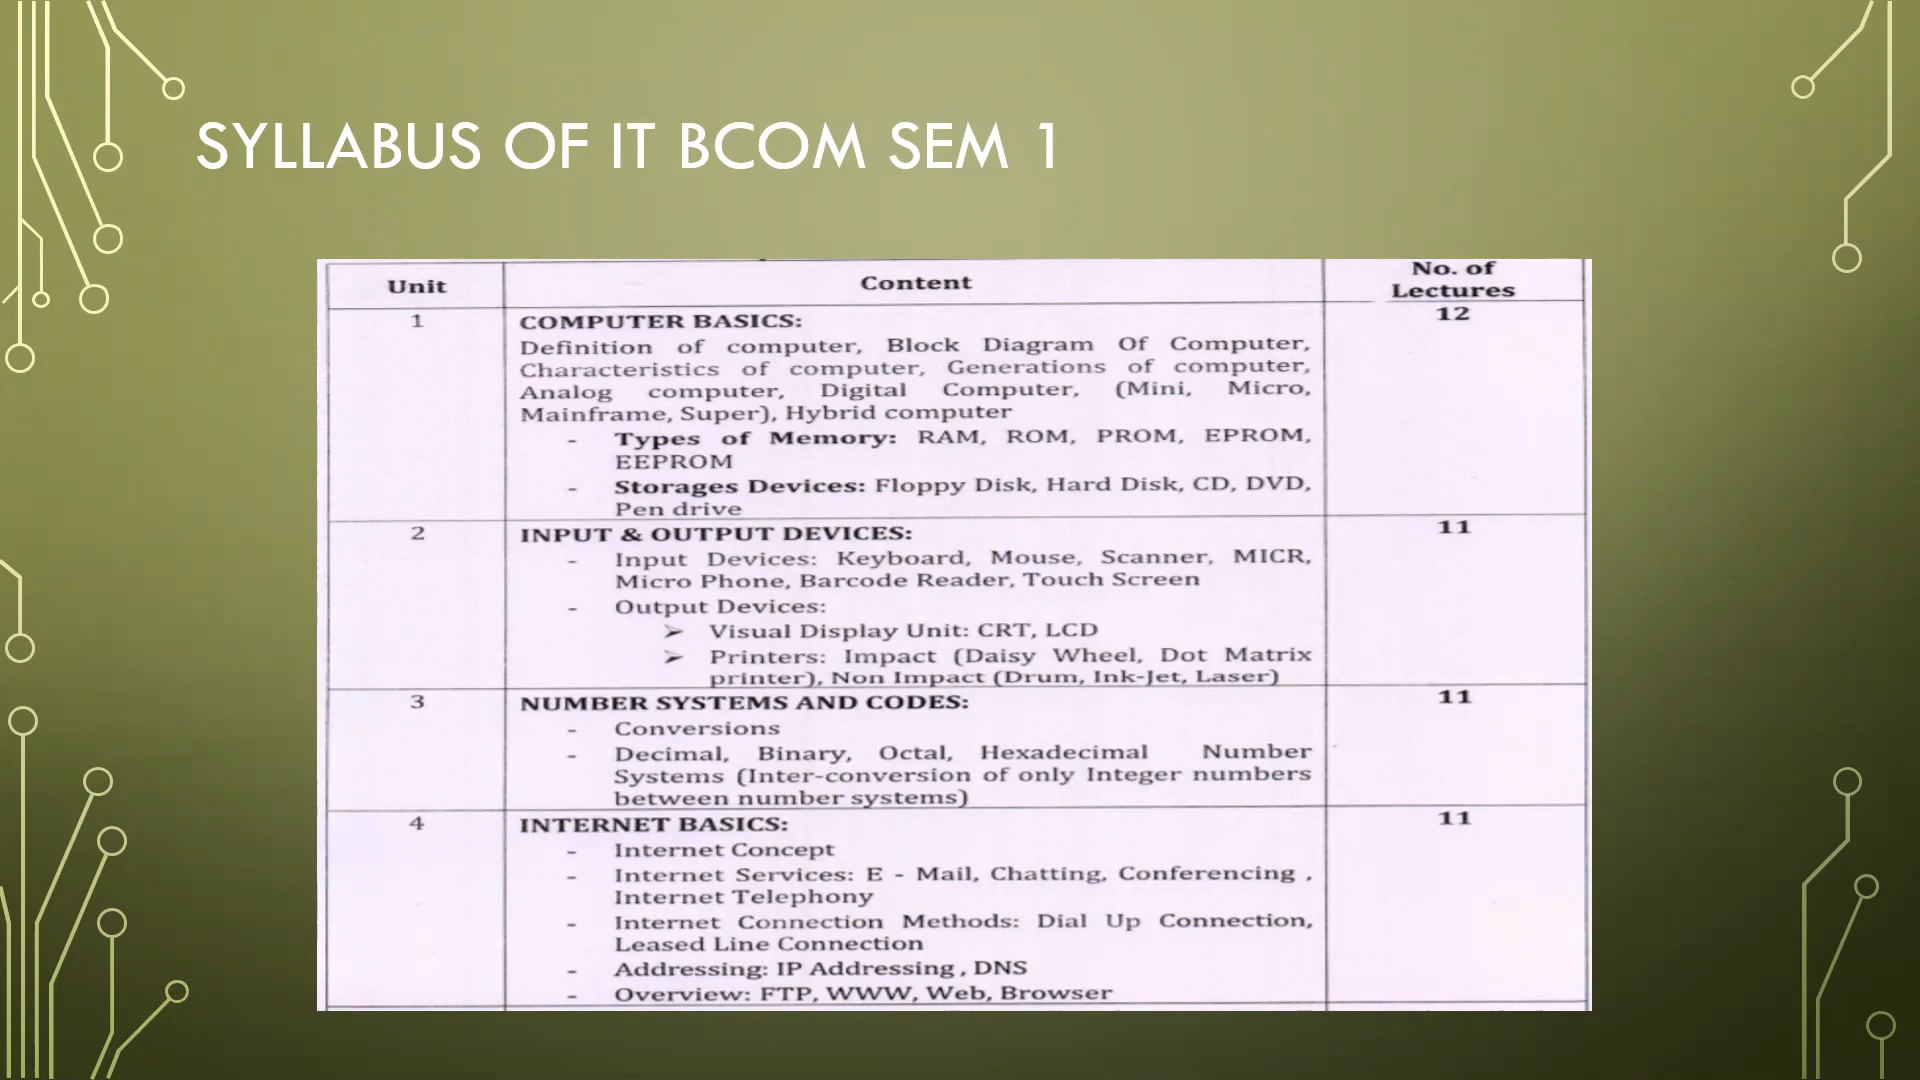 SYLLABUS OF IT BCOM SEM 1
Unit Content No. of Lectures
1 COMPUTER BASICS: 12
Definition of computer, Block Diagram Of Computer,
Characteristics of computer, Generations of computer,
Analog computer, Digital Computer, (Mini, Micro,
Mainframe, Super), Hybrid computer
- Types of Memory: RAM, ROM, PROM, EPROM,
EEPROM
- Storages Devices: Floppy Disk, Hard Disk, CD, DVD,
Pen drive
2 INPUT & OUTPUT DEVICES: 11
- Input Devices: Keyboard, Mouse, Scanner, MICR,
Micro Phone, Barcode Reader, Touch Screen
- Output Devices:
➢ Visual Display Unit: CRT, LCD
➢ Printers: Impact (Daisy Wheel, Dot Matrix
printer), Non Impact (Drum, Ink-Jet, Laser)
3 NUMBER SYSTEMS AND CODES: 11
- Conversions
- Decimal, Binary, Octal, Hexadecimal Number
Systems (Inter-conversion of only Integer numbers
between number systems)
4 INTERNET BASICS: 11
- Internet Concept
- Internet Services: E - Mail, Chatting, Conferencing ,
Internet Telephony
- Internet Connection Methods: Dial Up Connection,
Leased Line Connection
- Addressing: IP Addressing , DNS
- Overview: FTP, WWW, Web, Browser